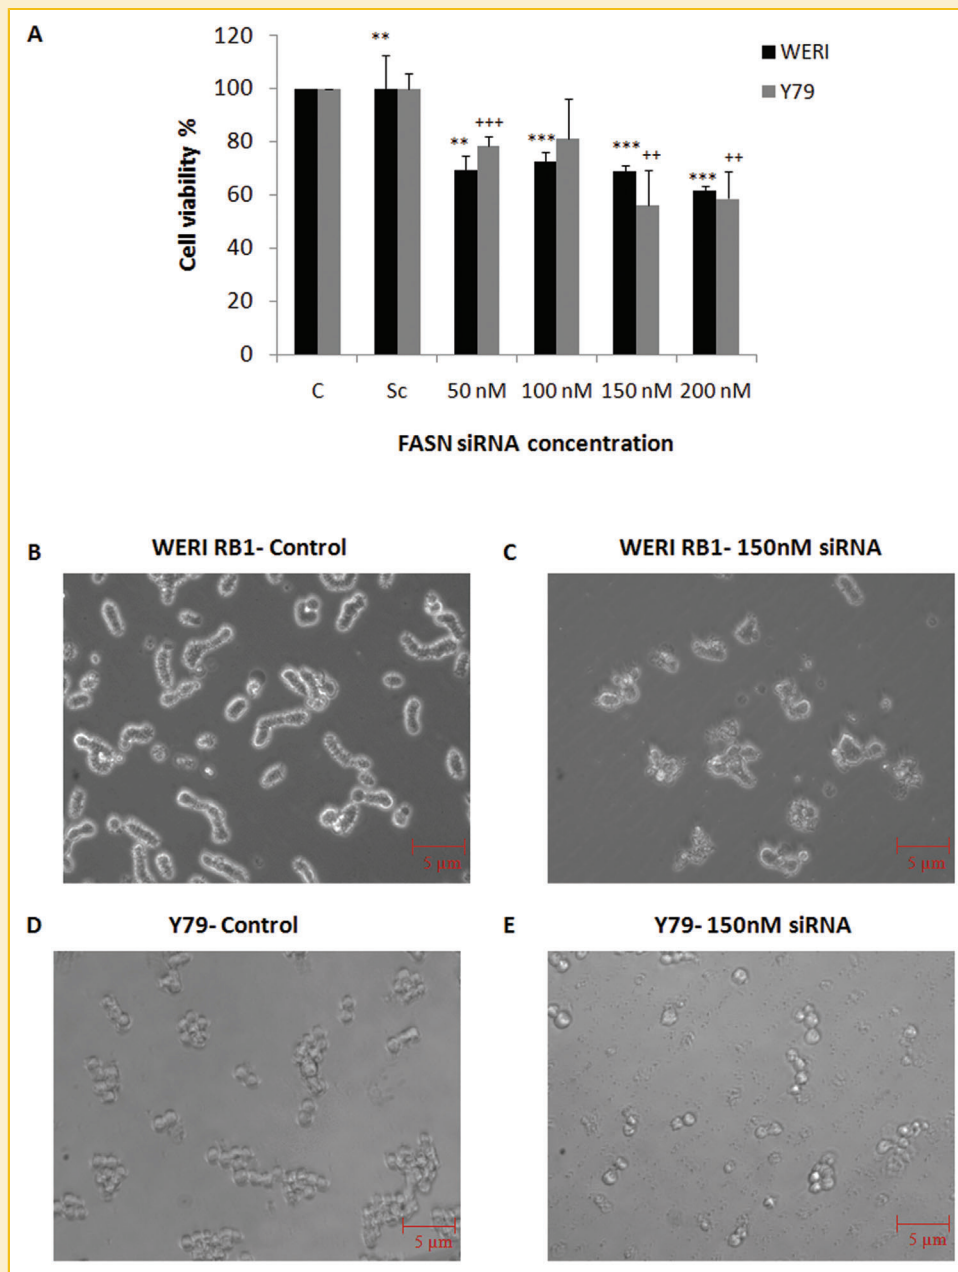 A
120
100
80
60
40
20
0
Cell viability %
**
**
+++
***
***
++
***
++
WERI
Y79
C Sc 50 nM 100 nM 150 nM 200 nM
FASN siRNA concentration
B WERI RB1- Control
C WERI RB1- 150nM siRNA
5 µm
5 µm
D Y79- Control
E Y79- 150nM siRNA
5 µm
5 µm